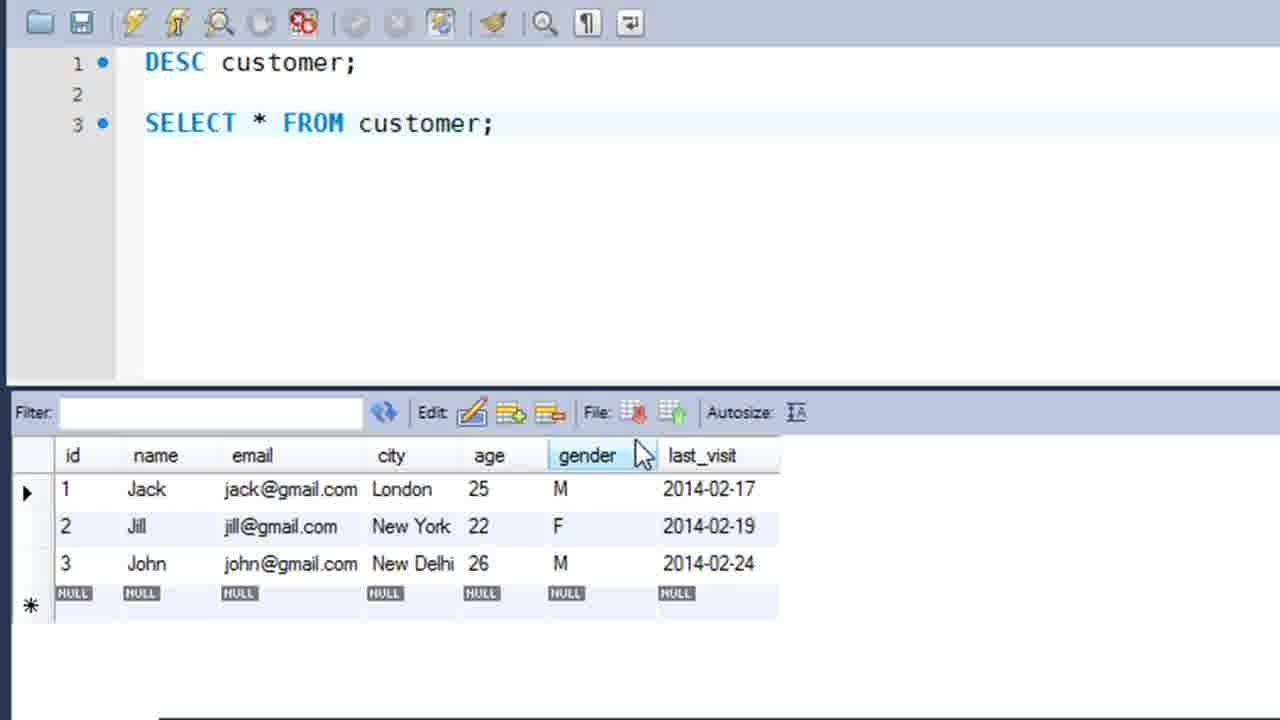 1 DESC customer;
2
3 SELECT * FROM customer;
Filter: Edit: File: Autosize:
id name email city age gender last_visit
1 Jack jack@gmail.com London 25 M 2014-02-17
2 Jill jill@gmail.com New York 22 F 2014-02-19
3 John john@gmail.com New Delhi 26 M 2014-02-24
NULL NULL NULL NULL NULL NULL NULL